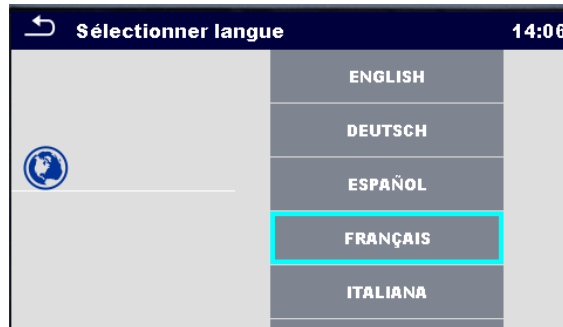 Sélectionner langue
14:06
ENGLISH
DEUTSCH
ESPAÑOL
FRANÇAIS
ITALIANA